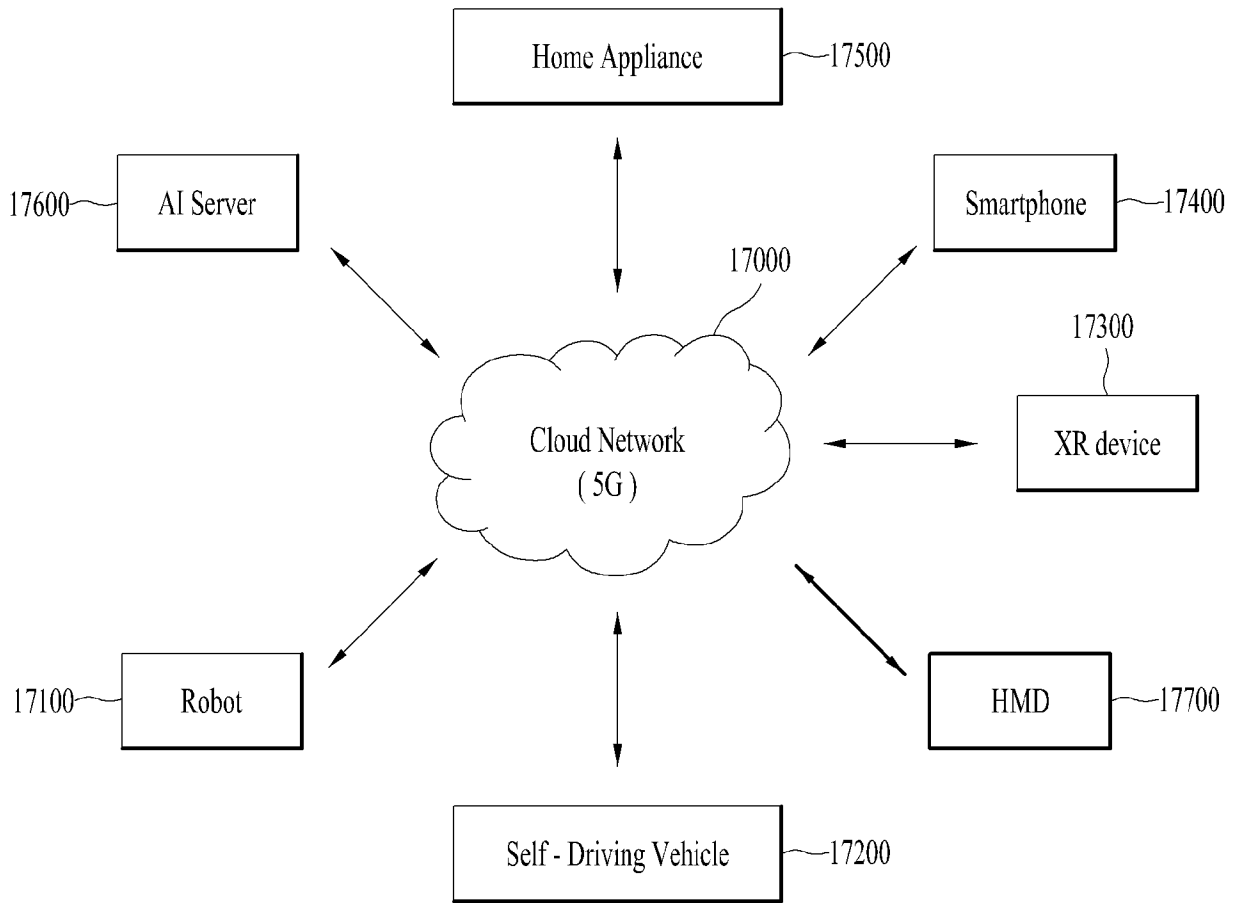 Home Appliance
17500
AI Server
17600
Smartphone
17400
17000
17300
XR device
Cloud Network
( 5G )
17100
Robot
HMD
17700
Self - Driving Vehicle
17200